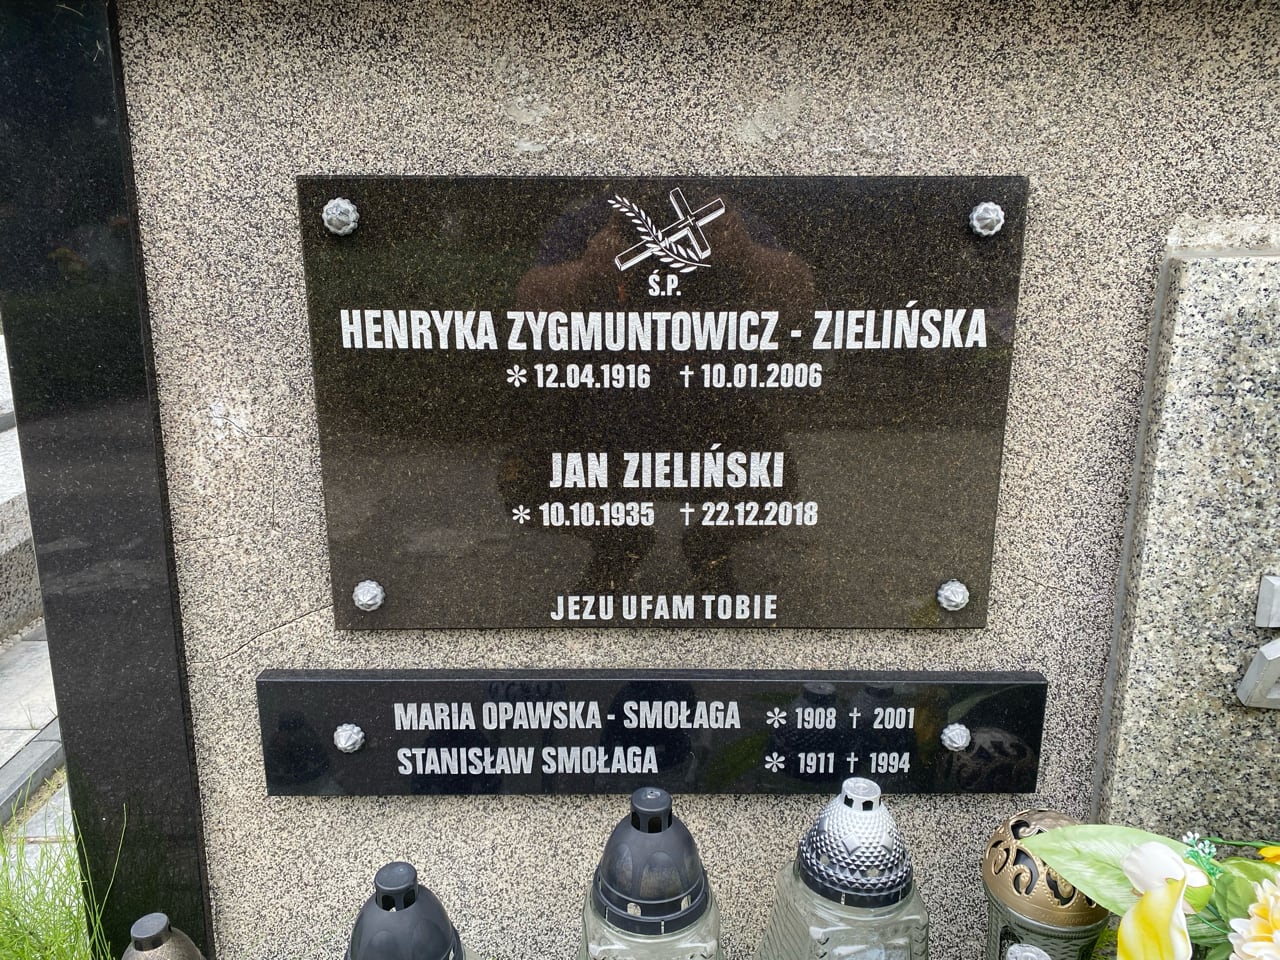 Ś.P.
HENRYKA ZYGMUNTOWICZ - ZIELIŃSKA
* 12.04.1916 † 10.01.2006
JAN ZIELIŃSKI
* 10.10.1935 † 22.12.2018
JEZU UFAM TOBIE
MARIA OPAWSKA - SMOŁAGA * 1908 † 2001
STANISŁAW SMOŁAGA * 1911 † 1994